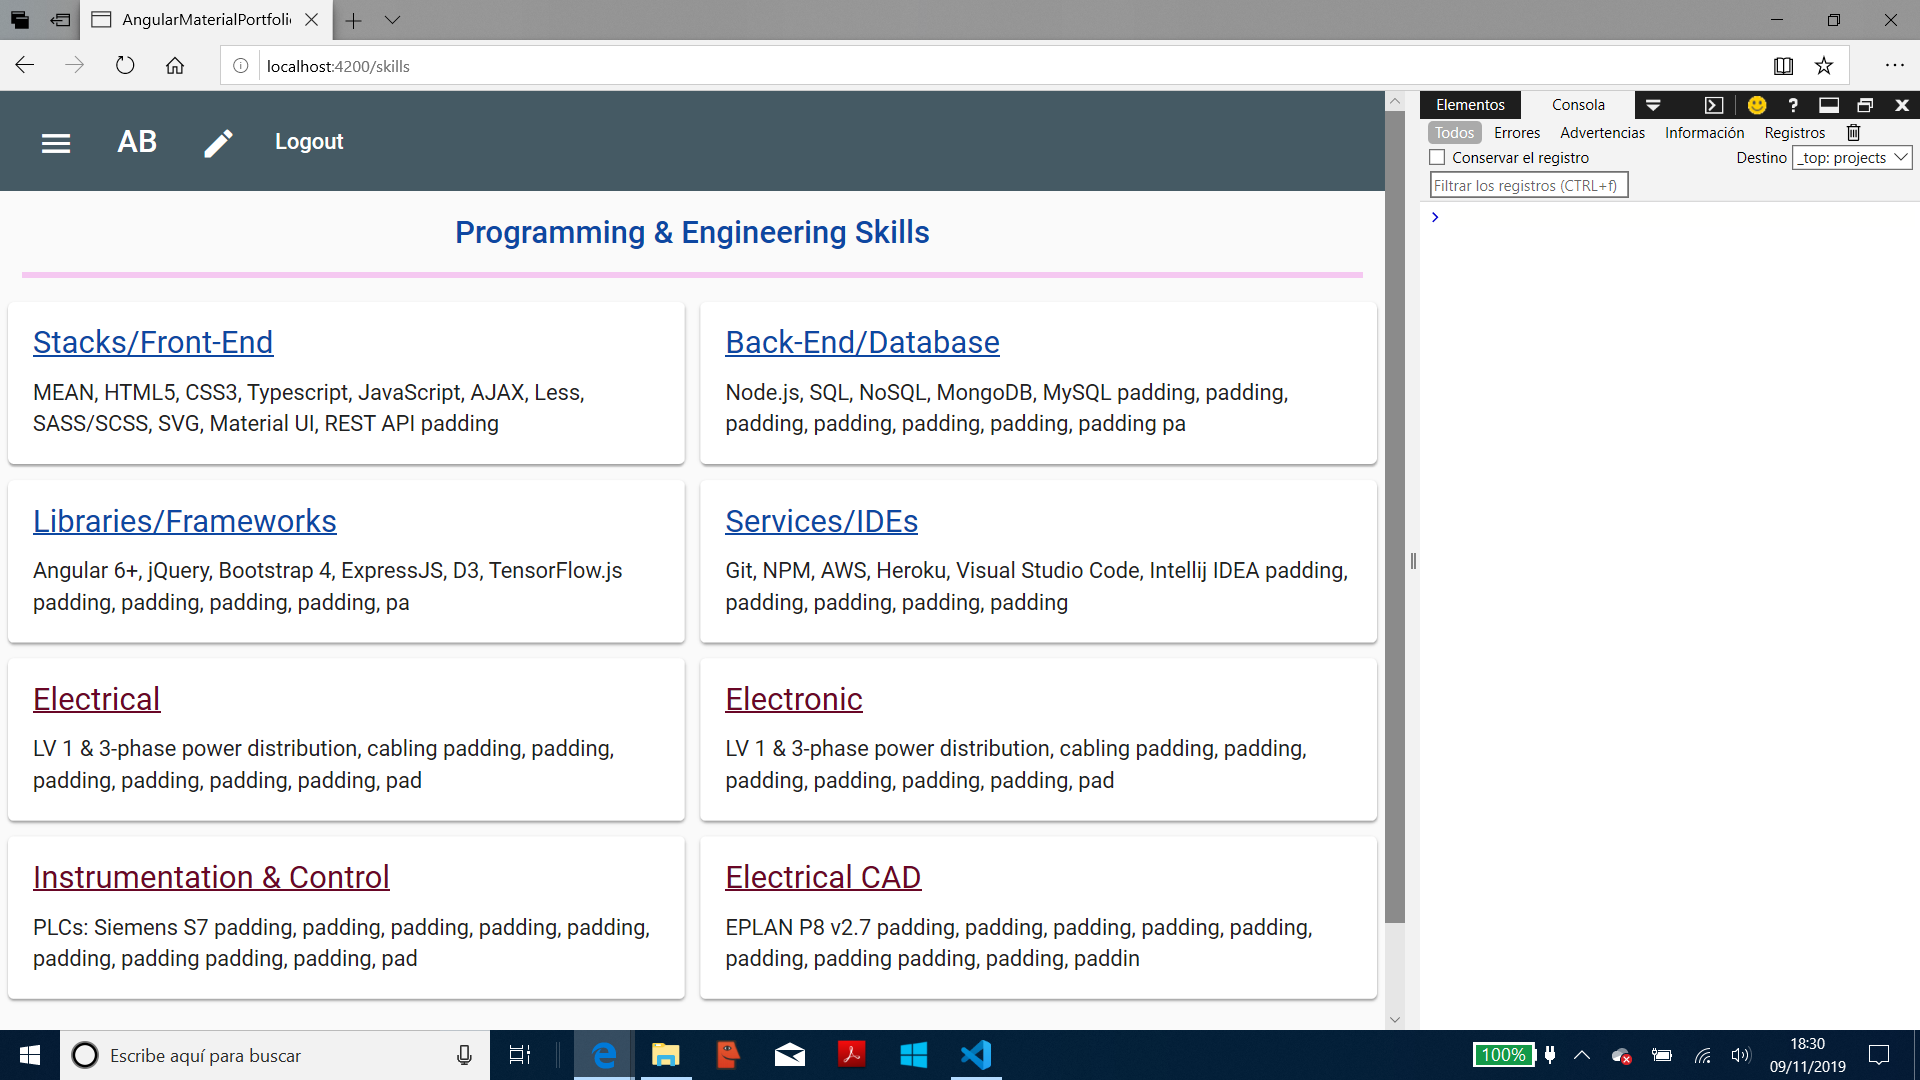 AngularMaterialPortfoli
localhost:4200/skills
AB
Logout
Programming & Engineering Skills
Stacks/Front-End
MEAN, HTML5, CSS3, Typescript, JavaScript, AJAX, Less,
SASS/SCSS, SVG, Material UI, REST API padding
Back-End/Database
Node.js, SQL, NoSQL, MongoDB, MySQL padding, padding,
padding, padding, padding, padding, padding pa
Libraries/Frameworks
Angular 6+, jQuery, Bootstrap 4, ExpressJS, D3, TensorFlow.js
padding, padding, padding, padding, pa
Services/IDEs
Git, NPM, AWS, Heroku, Visual Studio Code, Intellij IDEA padding,
padding, padding, padding, padding
Electrical
LV 1 & 3-phase power distribution, cabling padding, padding,
padding, padding, padding, padding, pad
Electronic
LV 1 & 3-phase power distribution, cabling padding, padding,
padding, padding, padding, padding, pad
Instrumentation & Control
PLCs: Siemens S7 padding, padding, padding, padding, padding,
padding, padding padding, padding, pad
Electrical CAD
EPLAN P8 v2.7 padding, padding, padding, padding, padding,
padding, padding padding, padding, paddin
Elementos Consola
Todos Errores Advertencias Información Registros
Conservar el registro Destino _top: projects
Filtrar los registros (CTRL+f)
Escribe aquí para buscar
100%
18:30
09/11/2019